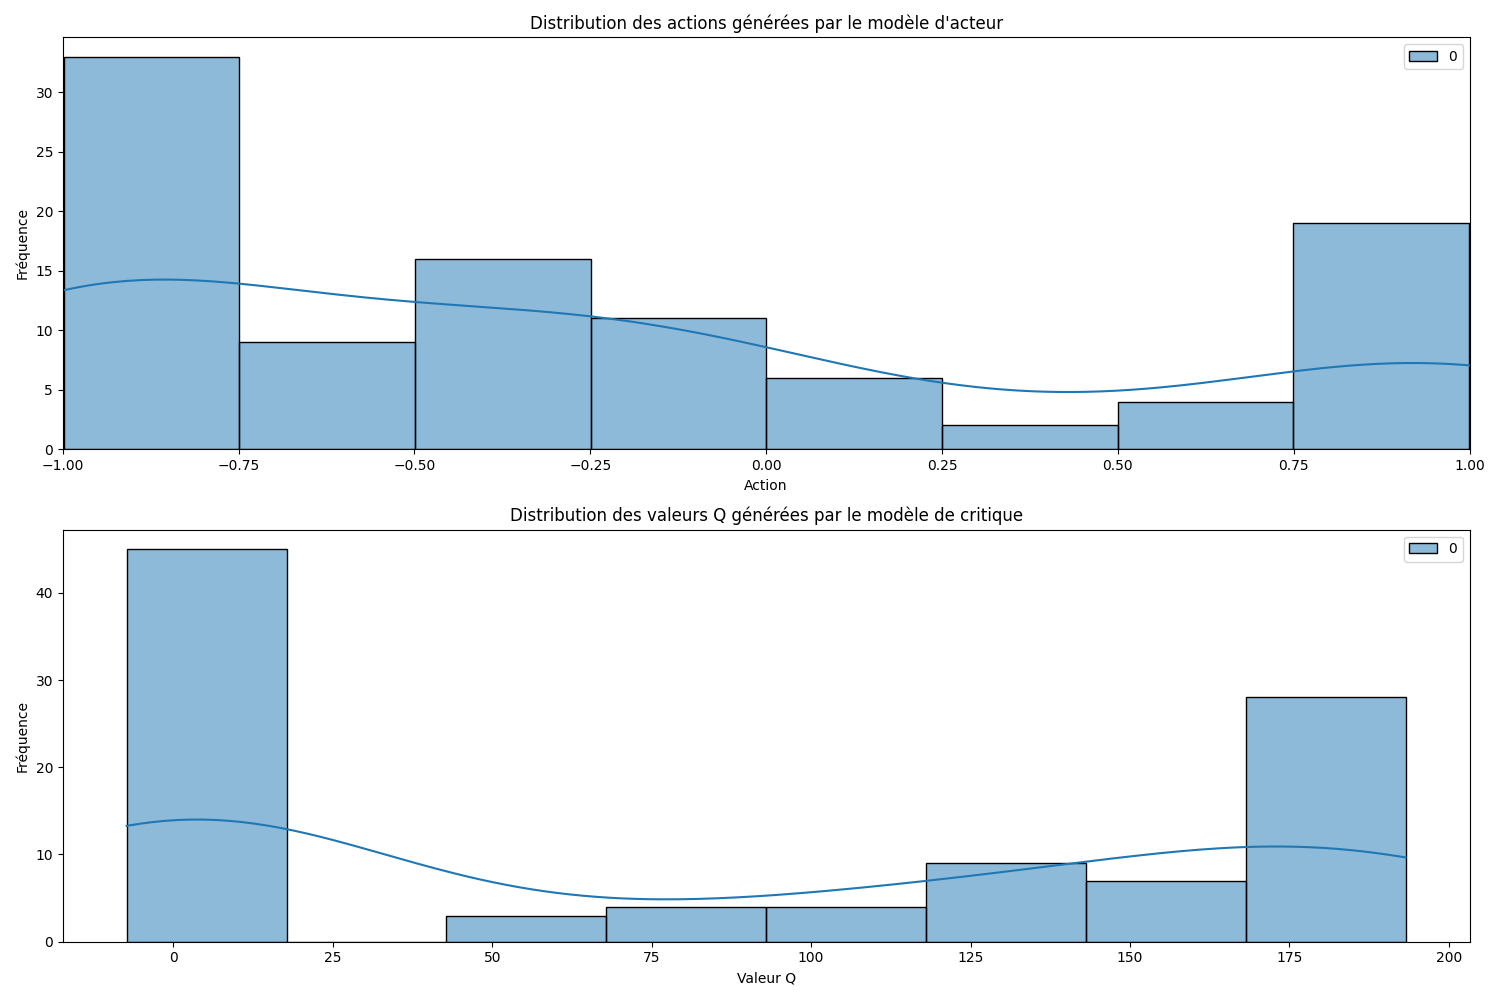 Distribution des actions générées par le modèle d'acteur
0
30
25
20
15
10
5
0
Fréquence
−1.00 −0.75 −0.50 −0.25 0.00 0.25 0.50 0.75 1.00
Action
Distribution des valeurs Q générées par le modèle de critique
0
40
30
20
10
0
Fréquence
0 25 50 75 100 125 150 175 200
Valeur Q